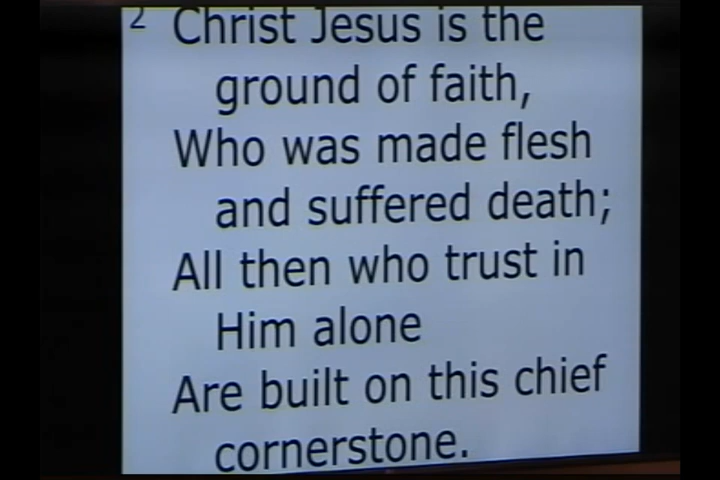 2 Christ Jesus is the
ground of faith,
Who was made flesh
and suffered death;
All then who trust in
Him alone
Are built on this chief
cornerstone.